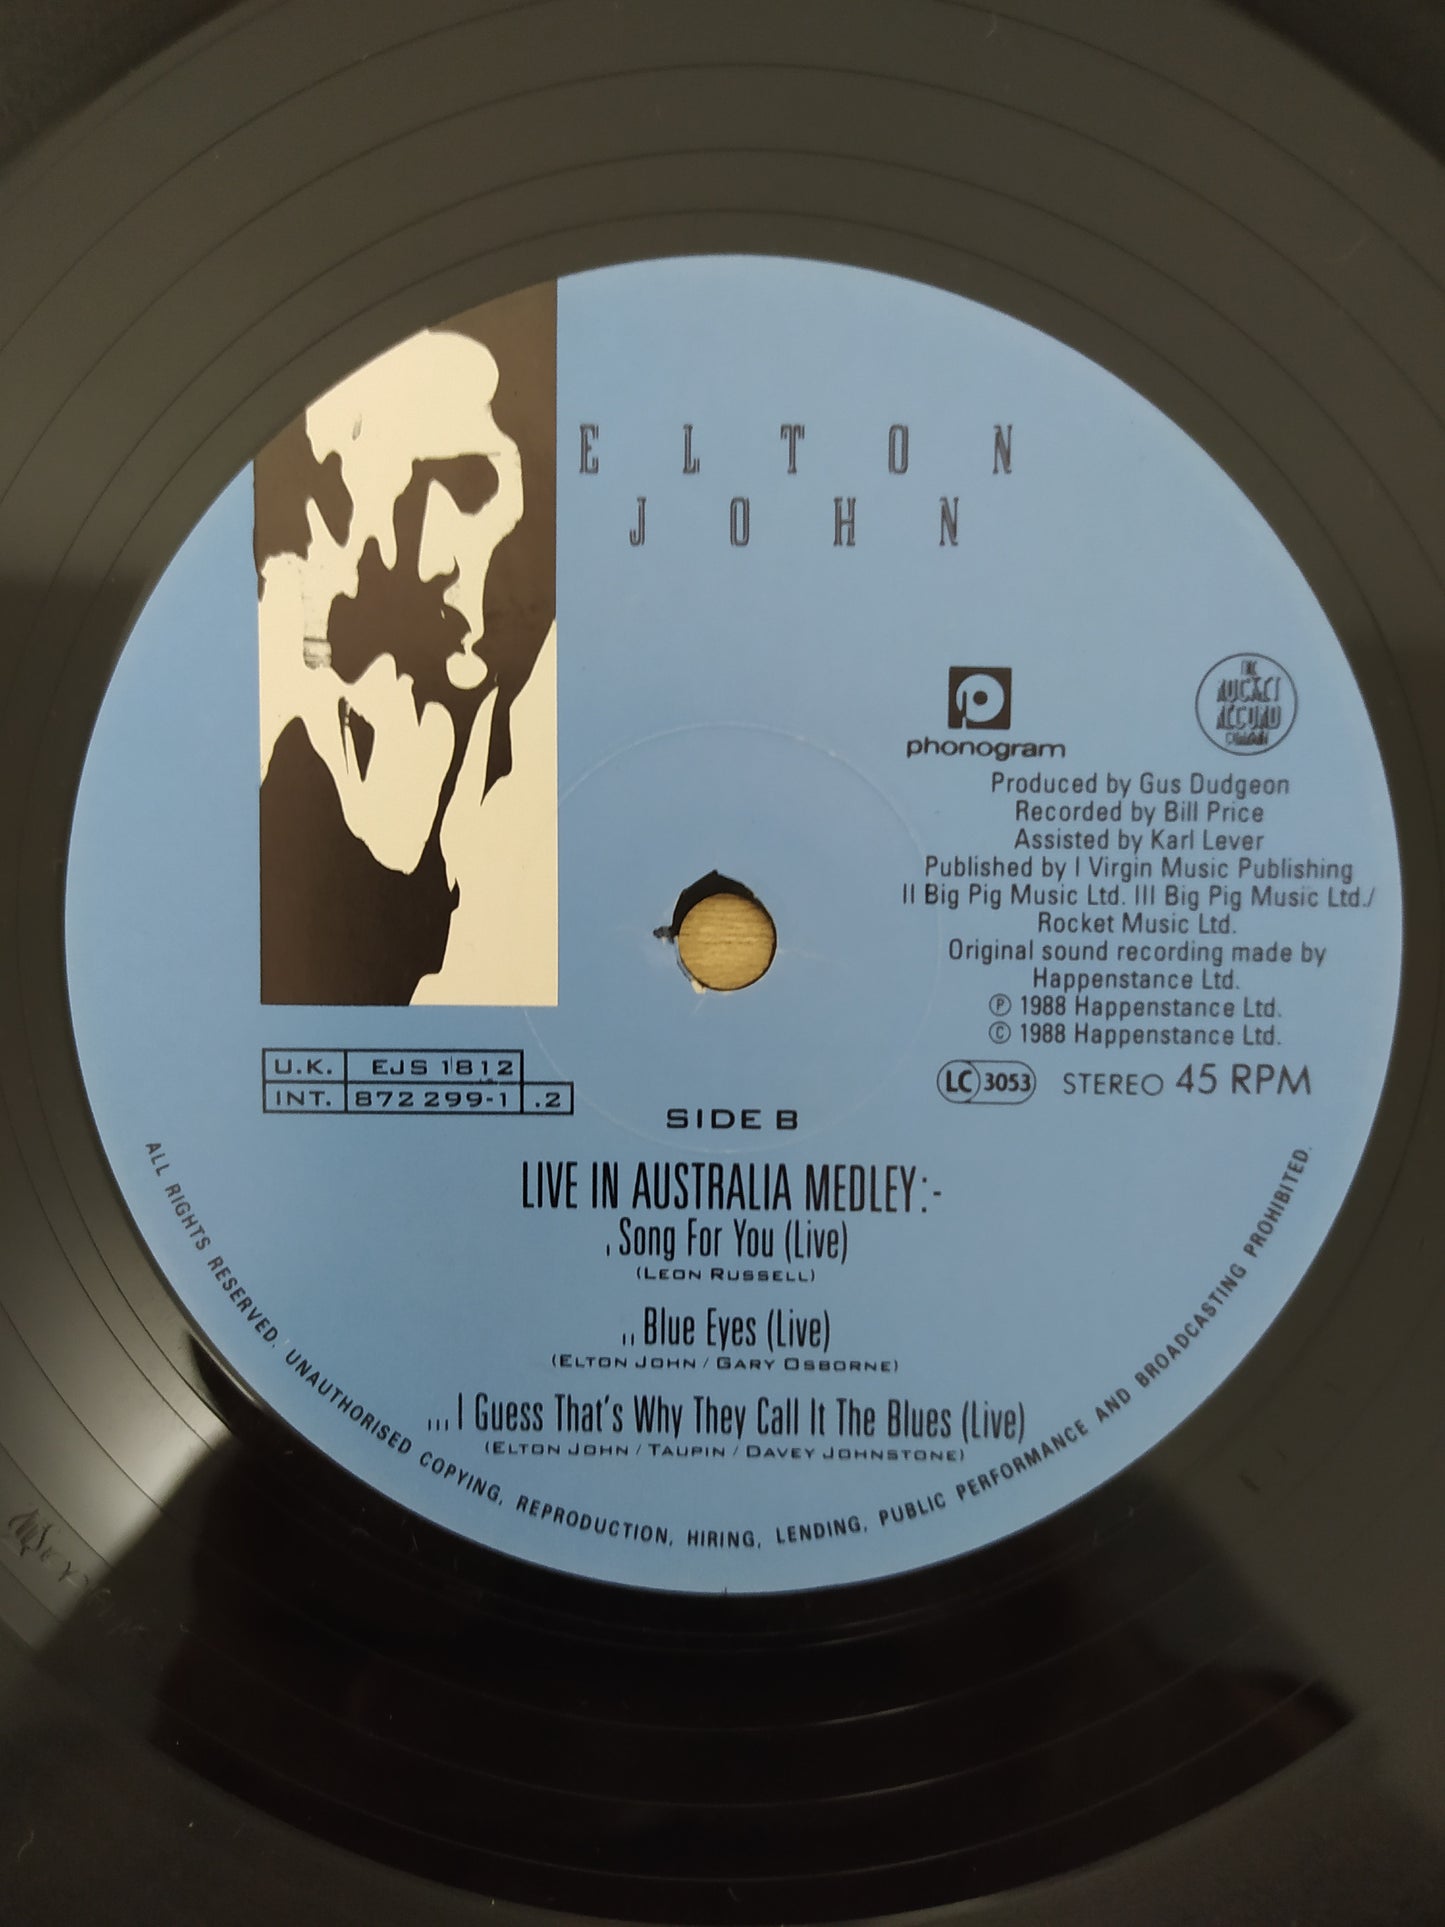 ELTON
JOHN
phonogram
Produced by Gus Dudgeon
Recorded by Bill Price
Assisted by Karl Lever
Published by I Virgin Music Publishing
II Big Pig Music Ltd. III Big Pig Music Ltd./
Rocket Music Ltd.
Original sound recording made by
Happenstance Ltd.
Ⓟ 1988 Happenstance Ltd.
© 1988 Happenstance Ltd.
LC 3053 STEREO 45 RPM
U.K. EJS 1812
INT. 872 299-1 .2
SIDE B
LIVE IN AUSTRALIA MEDLEY:-
I Song For You (Live)
(LEON RUSSELL)
II Blue Eyes (Live)
(ELTON JOHN / GARY OSBORNE)
III I Guess That's Why They Call It The Blues (Live)
(ELTON JOHN / TAUPIN / DAVEY JOHNSTONE)
ALL RIGHTS RESERVED. UNAUTHORISED COPYING, REPRODUCTION, HIRING, LENDING, PUBLIC PERFORMANCE AND BROADCASTING PROHIBITED.